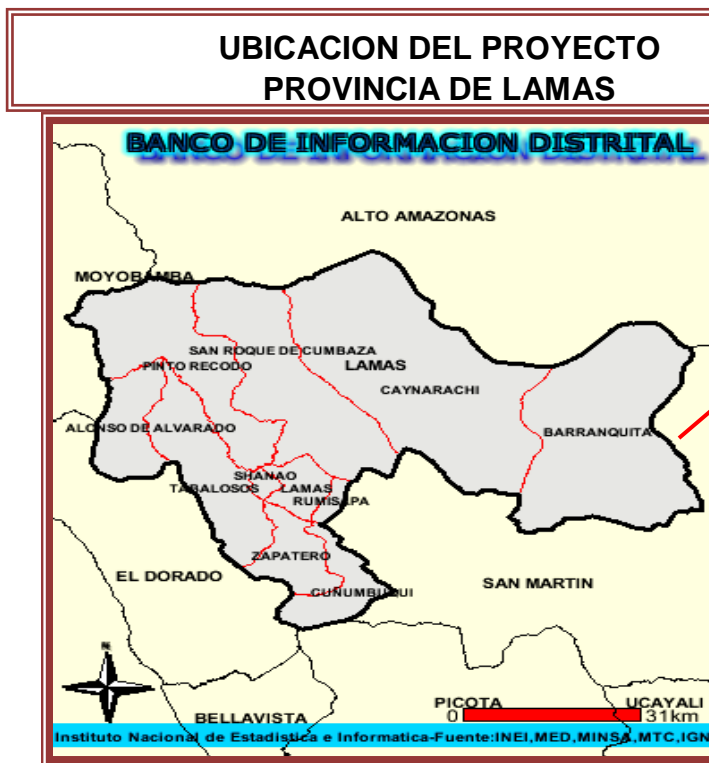 UBICACION DEL PROYECTO
PROVINCIA DE LAMAS
BANCO DE INFORMACION DISTRITAL
ALTO AMAZONAS
MOYOBAMBA
SAN ROQUE DE CUMBAZA
PINTO RECODO
LAMAS
CAYNARACHI
ALONSO DE ALVARADO
BARRANQUITA
SHANAO
TABALOSOS
LAMAS
RUMISAPA
ZAPATERO
EL DORADO
CUÑUMBUQUI
SAN MARTIN
N
PICOTA
UCAYALI
0
31km
BELLAVISTA
Instituto Nacional de Estadistica e Informatica-Fuente:INEI,MED,MINSA,MTC,IGN